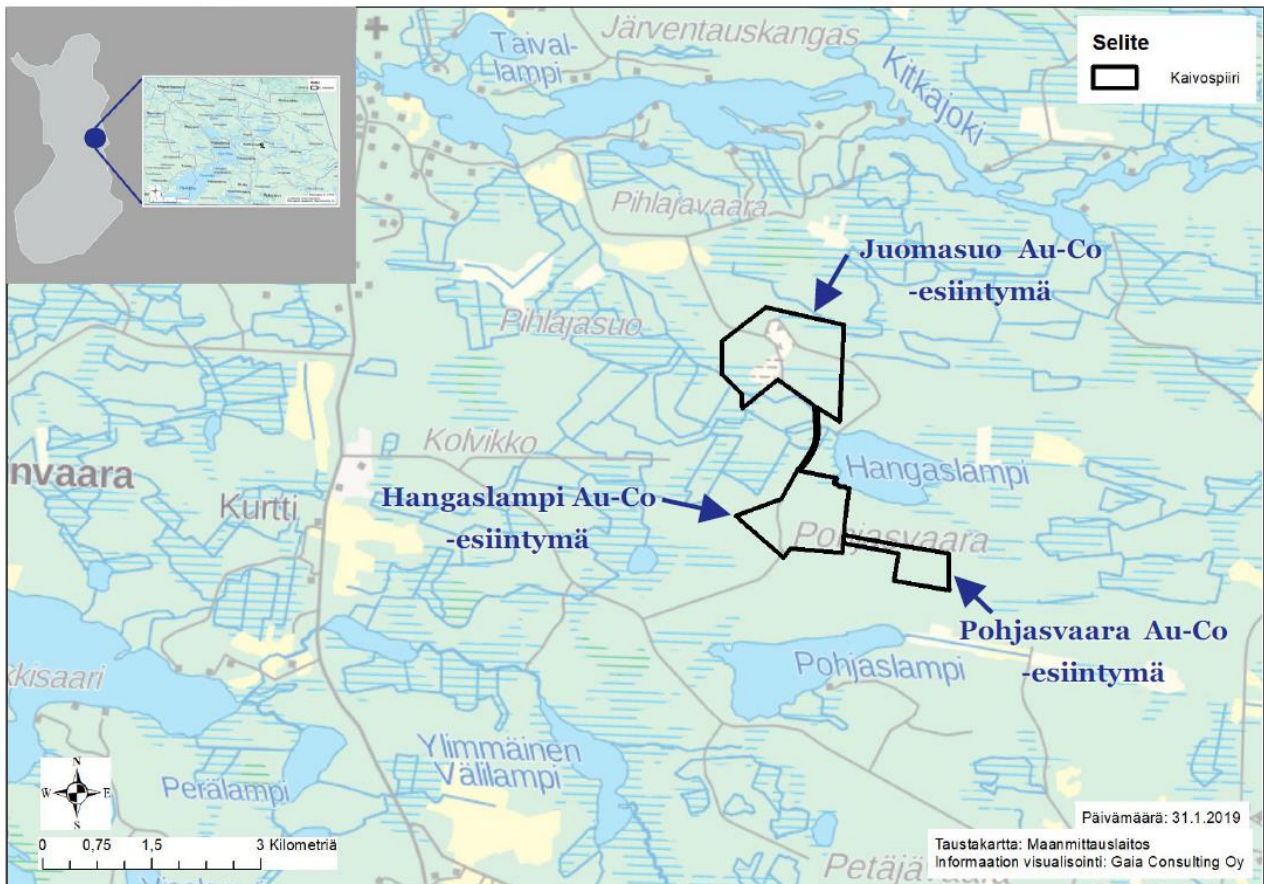 Taival-
lampi
Järventauskangas
Kitkajoki
Selite
Kaivospiiri
Pihlajavaara
Juomasuo Au-Co
-esiintymä
Pihlajasuo
Kolvikko
Hangaslampi
nvaara
Kurtti
Hangaslampi Au-Co
-esiintymä
Pohjasvaara
Pohjasvaara Au-Co
-esiintymä
Pohjaslampi
kkisaari
Ylimmäinen
Välilampi
Perälampi
N
W E
S
0 0,75 1,5 3 Kilometriä
Päivämäärä: 31.1.2019
Taustakartta: Maanmittauslaitos
Informaation visualisointi: Gaia Consulting Oy
Petäjävaara